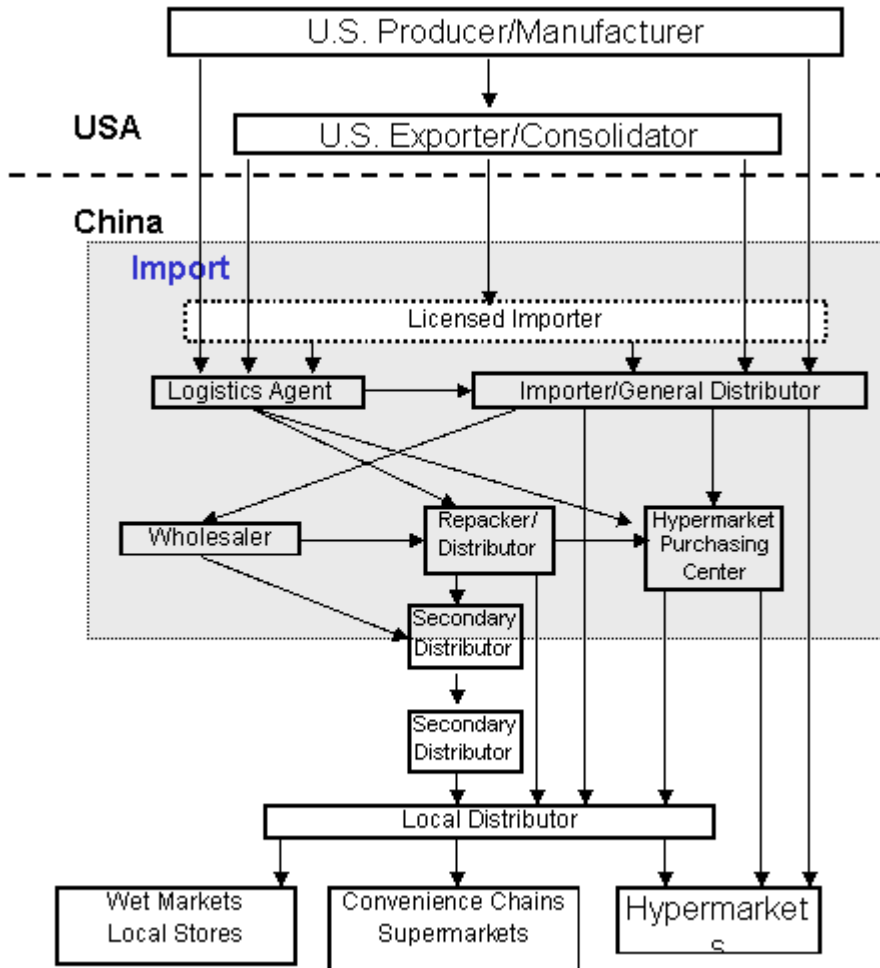 U.S. Producer/Manufacturer
USA
U.S. Exporter/Consolidator
China
Import
Licensed Importer
Logistics Agent
Importer/General Distributor
Wholesaler
Repacker/
Distributor
Hypermarket
Purchasing
Center
Secondary
Distributor
Secondary
Distributor
Local Distributor
Wet Markets
Local Stores
Convenience Chains
Supermarkets
Hypermarket
s